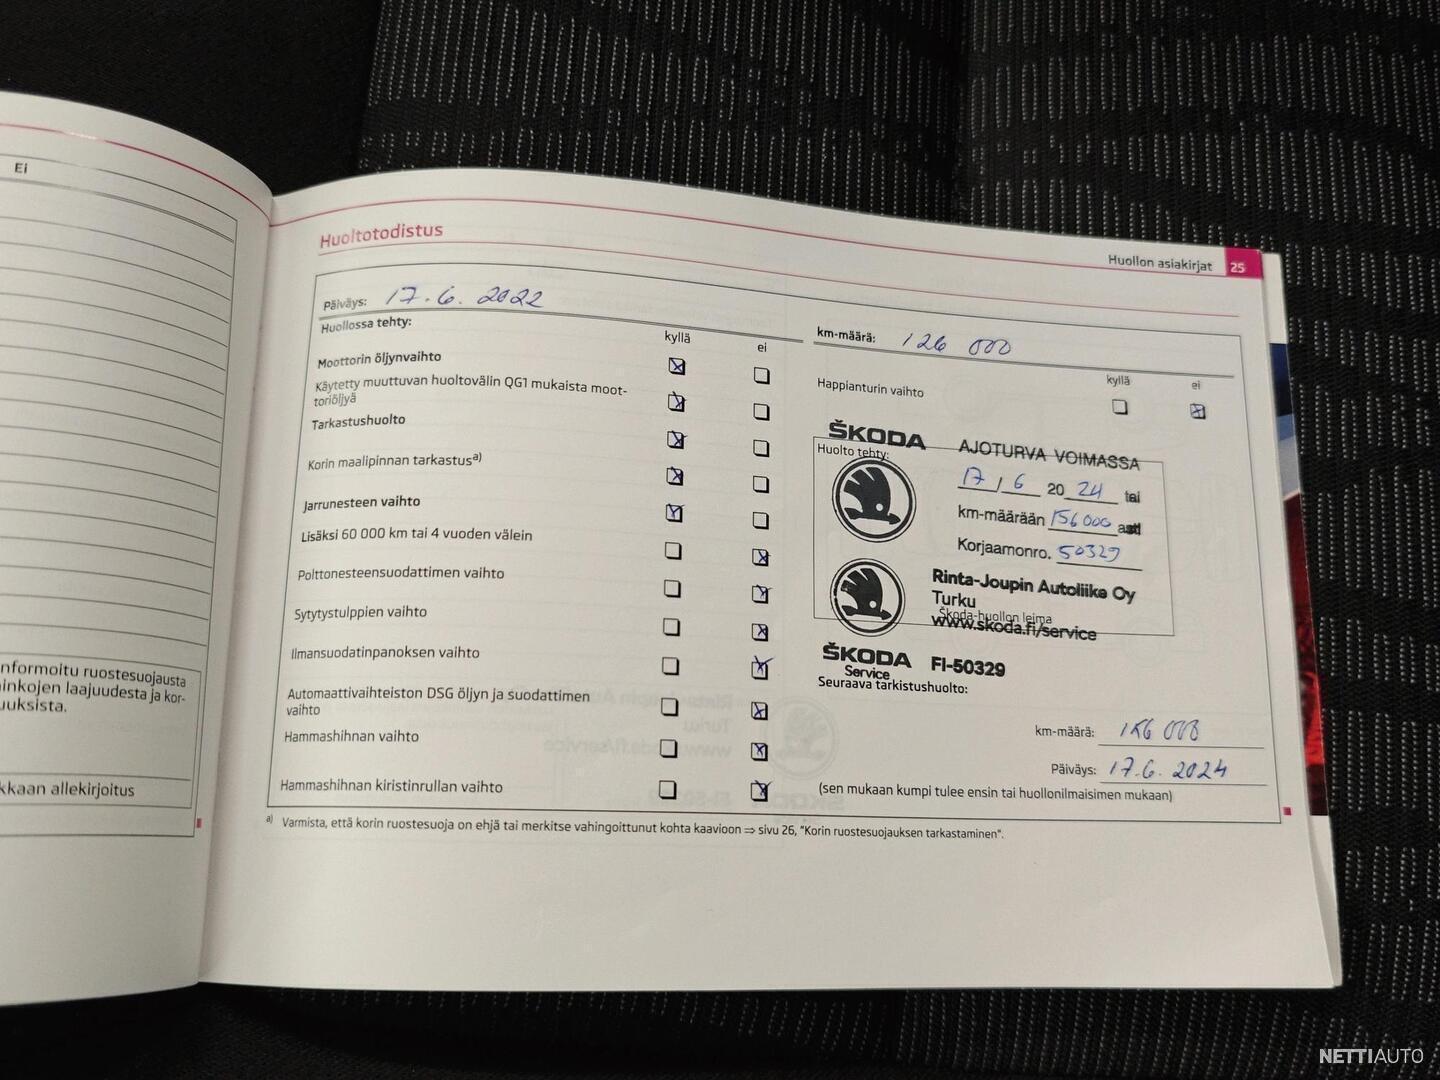 Ei
nformoitu ruostesuojausta
inkojen laajuudesta ja kor-
uuksista.
kkaan allekirjoitus
Huollon asiakirjat 25
Huoltotodistus
Päiväys: 17.6.2022
km-määrä: 126 000
Huollossa tehty:
kyllä ei
Moottorin öljynvaihto
Käytetty muuttuvan huoltovälin QG1 mukaista moot-
toriöljyä
Tarkastushuolto
Korin maalipinnan tarkastus a)
Jarrunesteen vaihto
Lisäksi 60 000 km tai 4 vuoden välein
Polttonesteensuodattimen vaihto
Sytytystulppien vaihto
Ilmansuodatinpanoksen vaihto
Automaattivaihteiston DSG öljyn ja suodattimen
vaihto
Hammashihnan vaihto
Hammashihnan kiristinrullan vaihto
kyllä ei
Happianturin vaihto
ŠKODA
Huolto tehty:
AJOTURVA VOIMASSA
17 / 6 20 24 tai
km-määrään 156000 asti
Korjaamonro. 50329
Rinta-Joupin Autoliike Oy
Turku
Škoda-huollon leima
www.skoda.fi/service
ŠKODA FI-50329
Service
Seuraava tarkistushuolto:
km-määrä: 156 000
Päiväys: 17.6.2024
(sen mukaan kumpi tulee ensin tai huollonilmaisimen mukaan)
a) Varmista, että korin ruostesuoja on ehjä tai merkitse vahingoittunut kohta kaavioon ⇒ sivu 26, "Korin ruostesuojauksen tarkastaminen".
NETTIAUTO